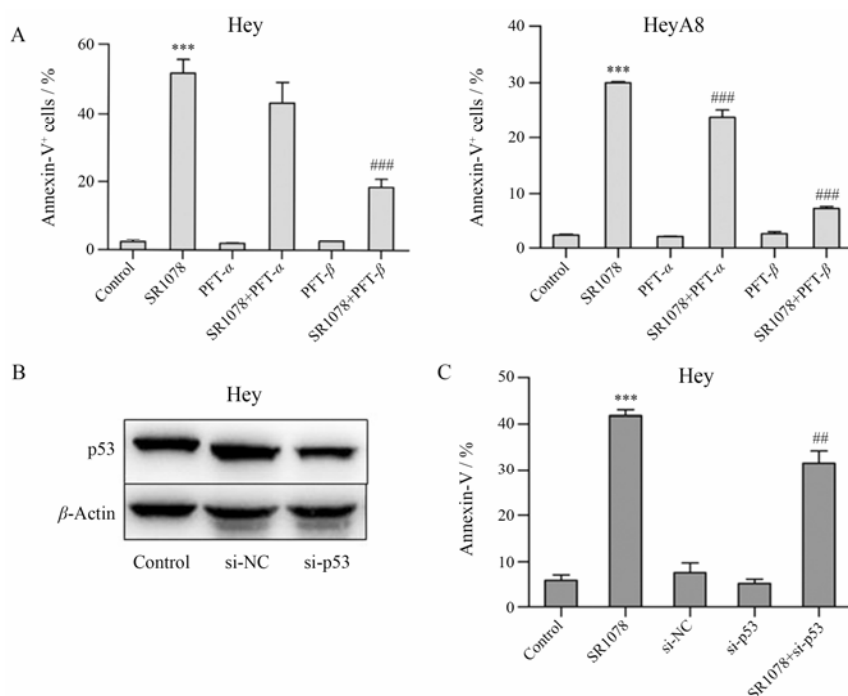 A
Hey
Annexin-V+ cells / %
60
40
20
0
***
###
Control
SR1078
PFT-α
SR1078+PFT-α
PFT-β
SR1078+PFT-β
HeyA8
Annexin-V+ cells / %
40
30
20
10
0
***
###
###
Control
SR1078
PFT-α
SR1078+PFT-α
PFT-β
SR1078+PFT-β
B
Hey
p53
β-Actin
Control si-NC si-p53
C
Hey
Annexin-V / %
50
40
30
20
10
0
***
##
Control
SR1078
si-NC
si-p53
SR1078+si-p53